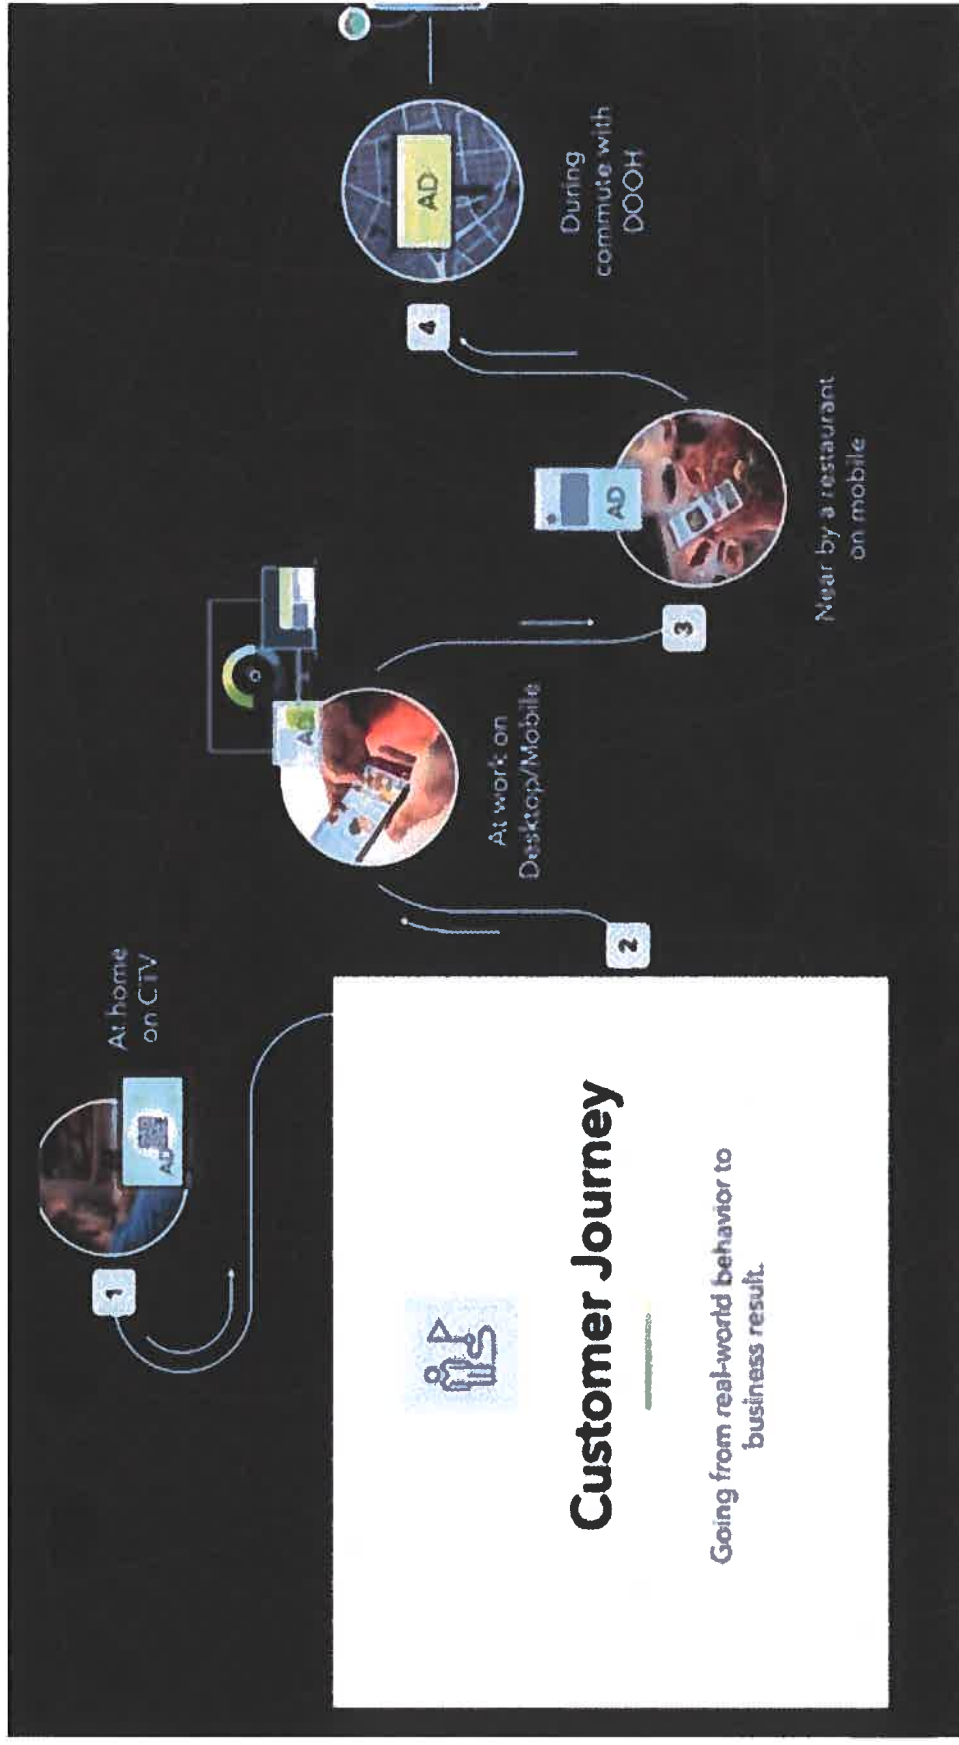 Customer Journey
Going from real-world behavior to
business result.
1
AD
At home
on CTV
2
At work on
Desktop/Mobile
3
AD
Near by a restaurant
on mobile
4
AD
During
commute with
DOOH